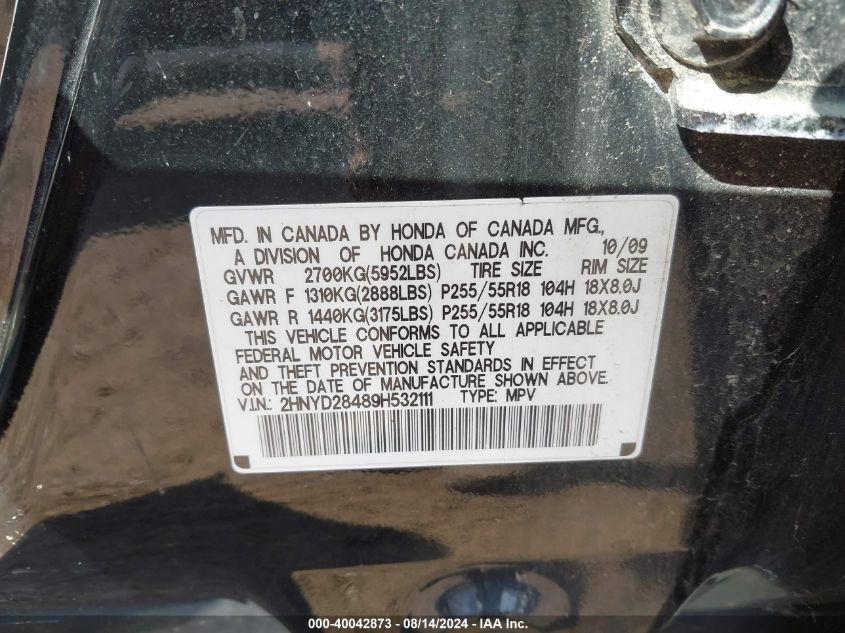 MFD. IN CANADA BY HONDA OF CANADA MFG.,
A DIVISION OF HONDA CANADA INC. 10/09
GVWR 2700KG(5952LBS) TIRE SIZE RIM SIZE
GAWR F 1310KG(2888LBS) P255/55R18 104H 18X8.0J
GAWR R 1440KG(3175LBS) P255/55R18 104H 18X8.0J
THIS VEHICLE CONFORMS TO ALL APPLICABLE
FEDERAL MOTOR VEHICLE SAFETY
AND THEFT PREVENTION STANDARDS IN EFFECT
ON THE DATE OF MANUFACTURE SHOWN ABOVE.
V.I.N.: 2HNYD28489H532111 TYPE: MPV
000-40042873 - 08/14/2024 - IAA Inc.